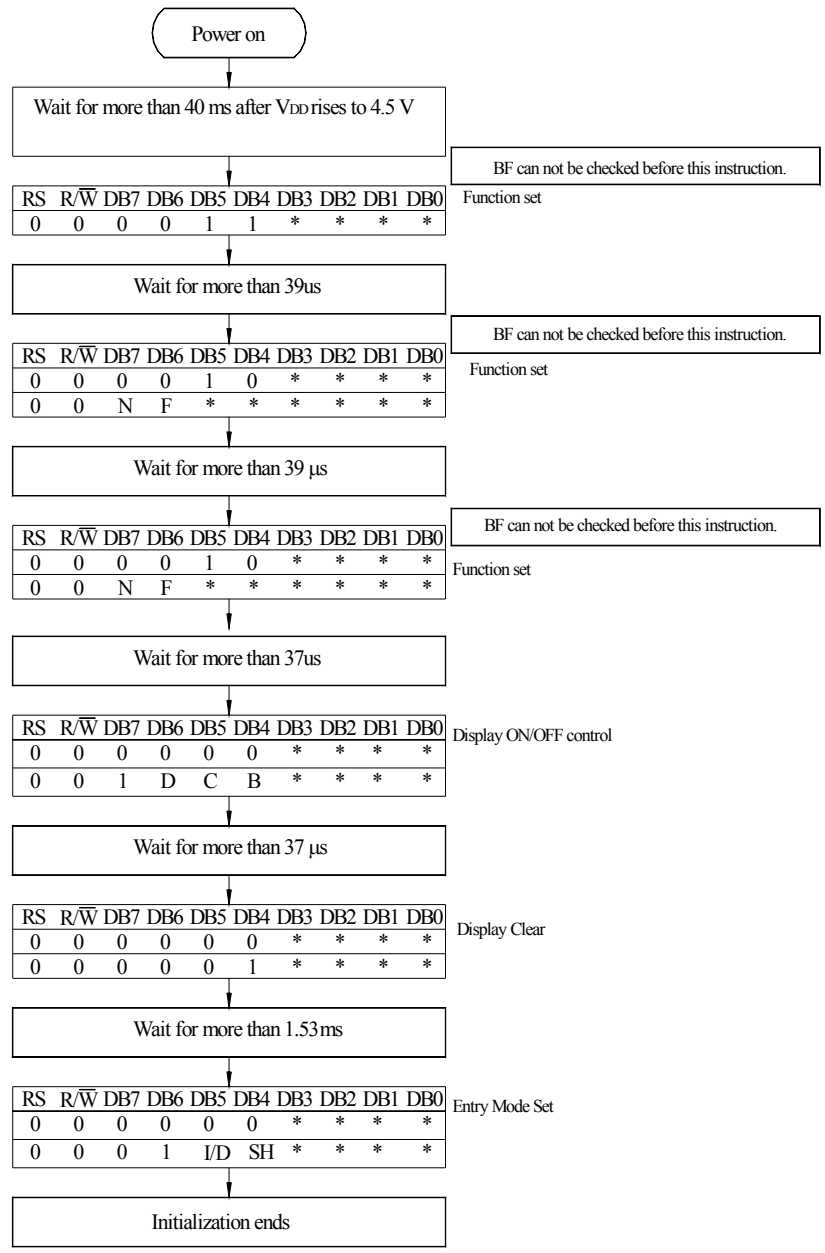 Power on
Wait for more than 40 ms after VDD rises to 4.5 V
BF can not be checked before this instruction.
RS R/W̅ DB7 DB6 DB5 DB4 DB3 DB2 DB1 DB0
Function set
0 0 0 0 1 1 * * * *
Wait for more than 39us
BF can not be checked before this instruction.
RS R/W̅ DB7 DB6 DB5 DB4 DB3 DB2 DB1 DB0
Function set
0 0 0 0 1 0 * * * *
0 0 N F * * * * * *
Wait for more than 39 µs
BF can not be checked before this instruction.
RS R/W̅ DB7 DB6 DB5 DB4 DB3 DB2 DB1 DB0
0 0 0 0 1 0 * * * *
Function set
0 0 N F * * * * * *
Wait for more than 37us
RS R/W̅ DB7 DB6 DB5 DB4 DB3 DB2 DB1 DB0
Display ON/OFF control
0 0 0 0 0 0 * * * *
0 0 1 D C B * * * *
Wait for more than 37 µs
RS R/W̅ DB7 DB6 DB5 DB4 DB3 DB2 DB1 DB0
Display Clear
0 0 0 0 0 0 * * * *
0 0 0 0 0 1 * * * *
Wait for more than 1.53ms
RS R/W̅ DB7 DB6 DB5 DB4 DB3 DB2 DB1 DB0
Entry Mode Set
0 0 0 0 0 0 * * * *
0 0 0 1 I/D SH * * * *
Initialization ends